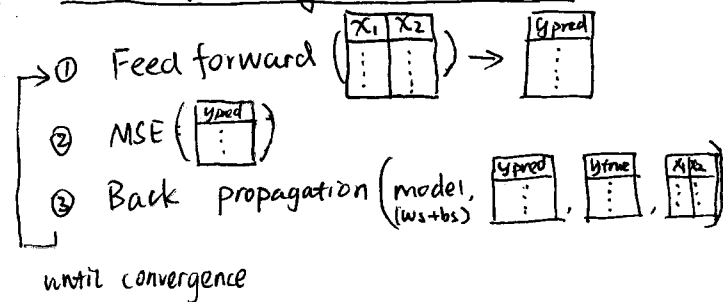 ① Feed forward ( x₁ x₂ ⋮ ⋮ ) → ypred ⋮
② MSE ( ypred ⋮ )
③ Back propagation ( model, (ws+bs) ypred ⋮ , ytrue ⋮ , x₁ x₂ ⋮ ⋮ )
until convergence